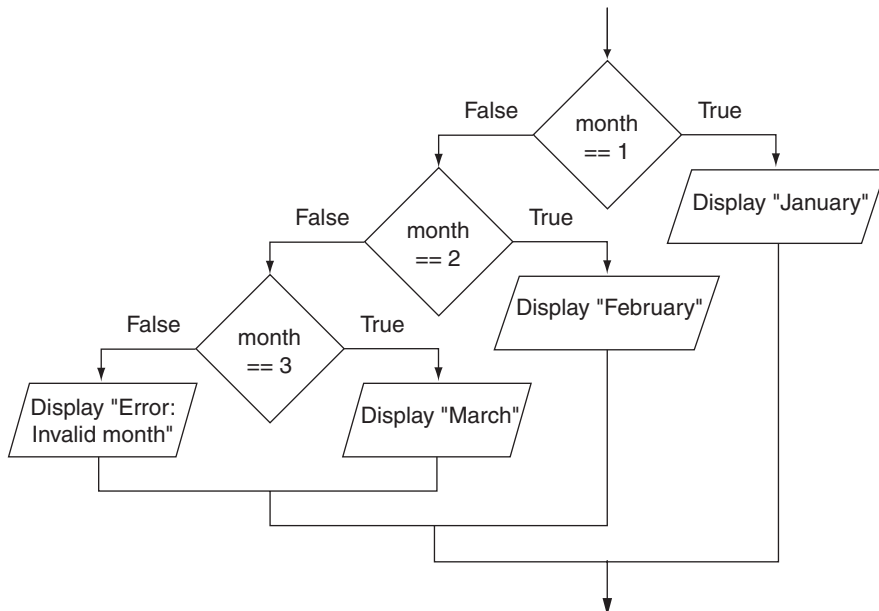 False
True
month
== 1
Display "January"
False
True
month
== 2
Display "February"
False
True
month
== 3
Display "Error:
Invalid month"
Display "March"